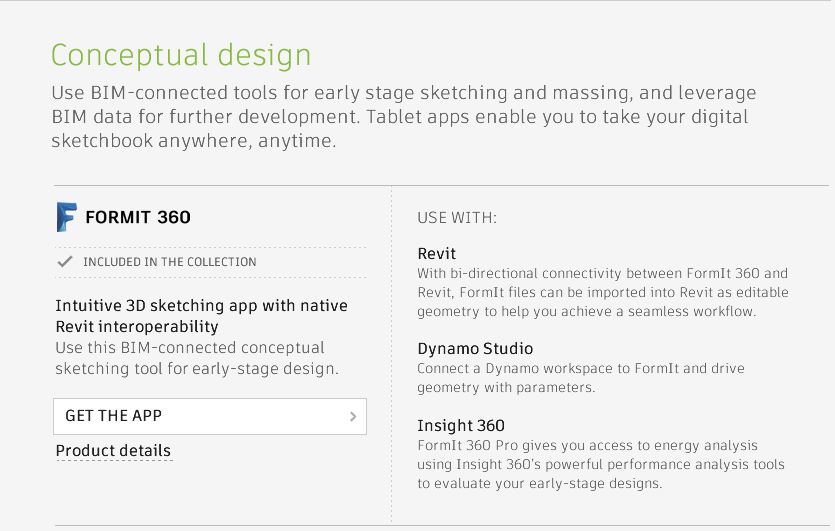 Conceptual design
Use BIM-connected tools for early stage sketching and massing, and leverage
BIM data for further development. Tablet apps enable you to take your digital
sketchbook anywhere, anytime.
FORMIT 360
INCLUDED IN THE COLLECTION
Intuitive 3D sketching app with native
Revit interoperability
Use this BIM-connected conceptual
sketching tool for early-stage design.
GET THE APP
Product details
USE WITH:
Revit
With bi-directional connectivity between FormIt 360 and
Revit, FormIt files can be imported into Revit as editable
geometry to help you achieve a seamless workflow.
Dynamo Studio
Connect a Dynamo workspace to FormIt and drive
geometry with parameters.
Insight 360
FormIt 360 Pro gives you access to energy analysis
using Insight 360's powerful performance analysis tools
to evaluate your early-stage designs.